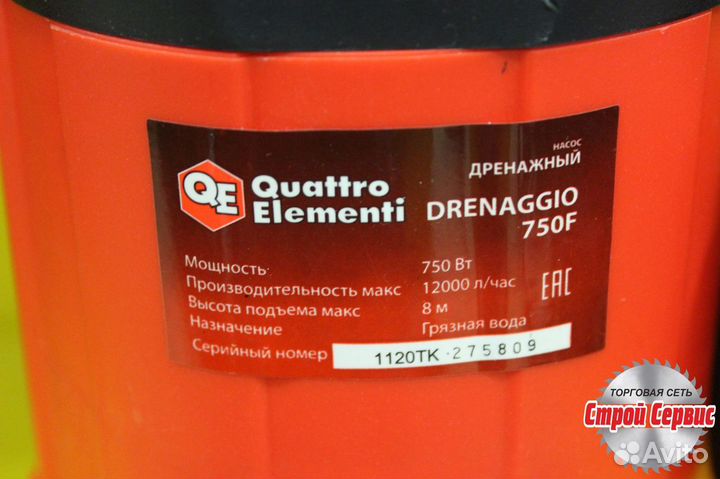 НАСОС
ДРЕНАЖНЫЙ
QE Quattro
Elementi
DRENAGGIO
750F
Мощность: 750 Вт
Производительность макс 12000 л/час
Высота подъема макс 8 м
Назначение Грязная вода
Серийный номер 1120TK 275809
EAC
ТОРГОВАЯ СЕТЬ
Строй Сервис
Avito